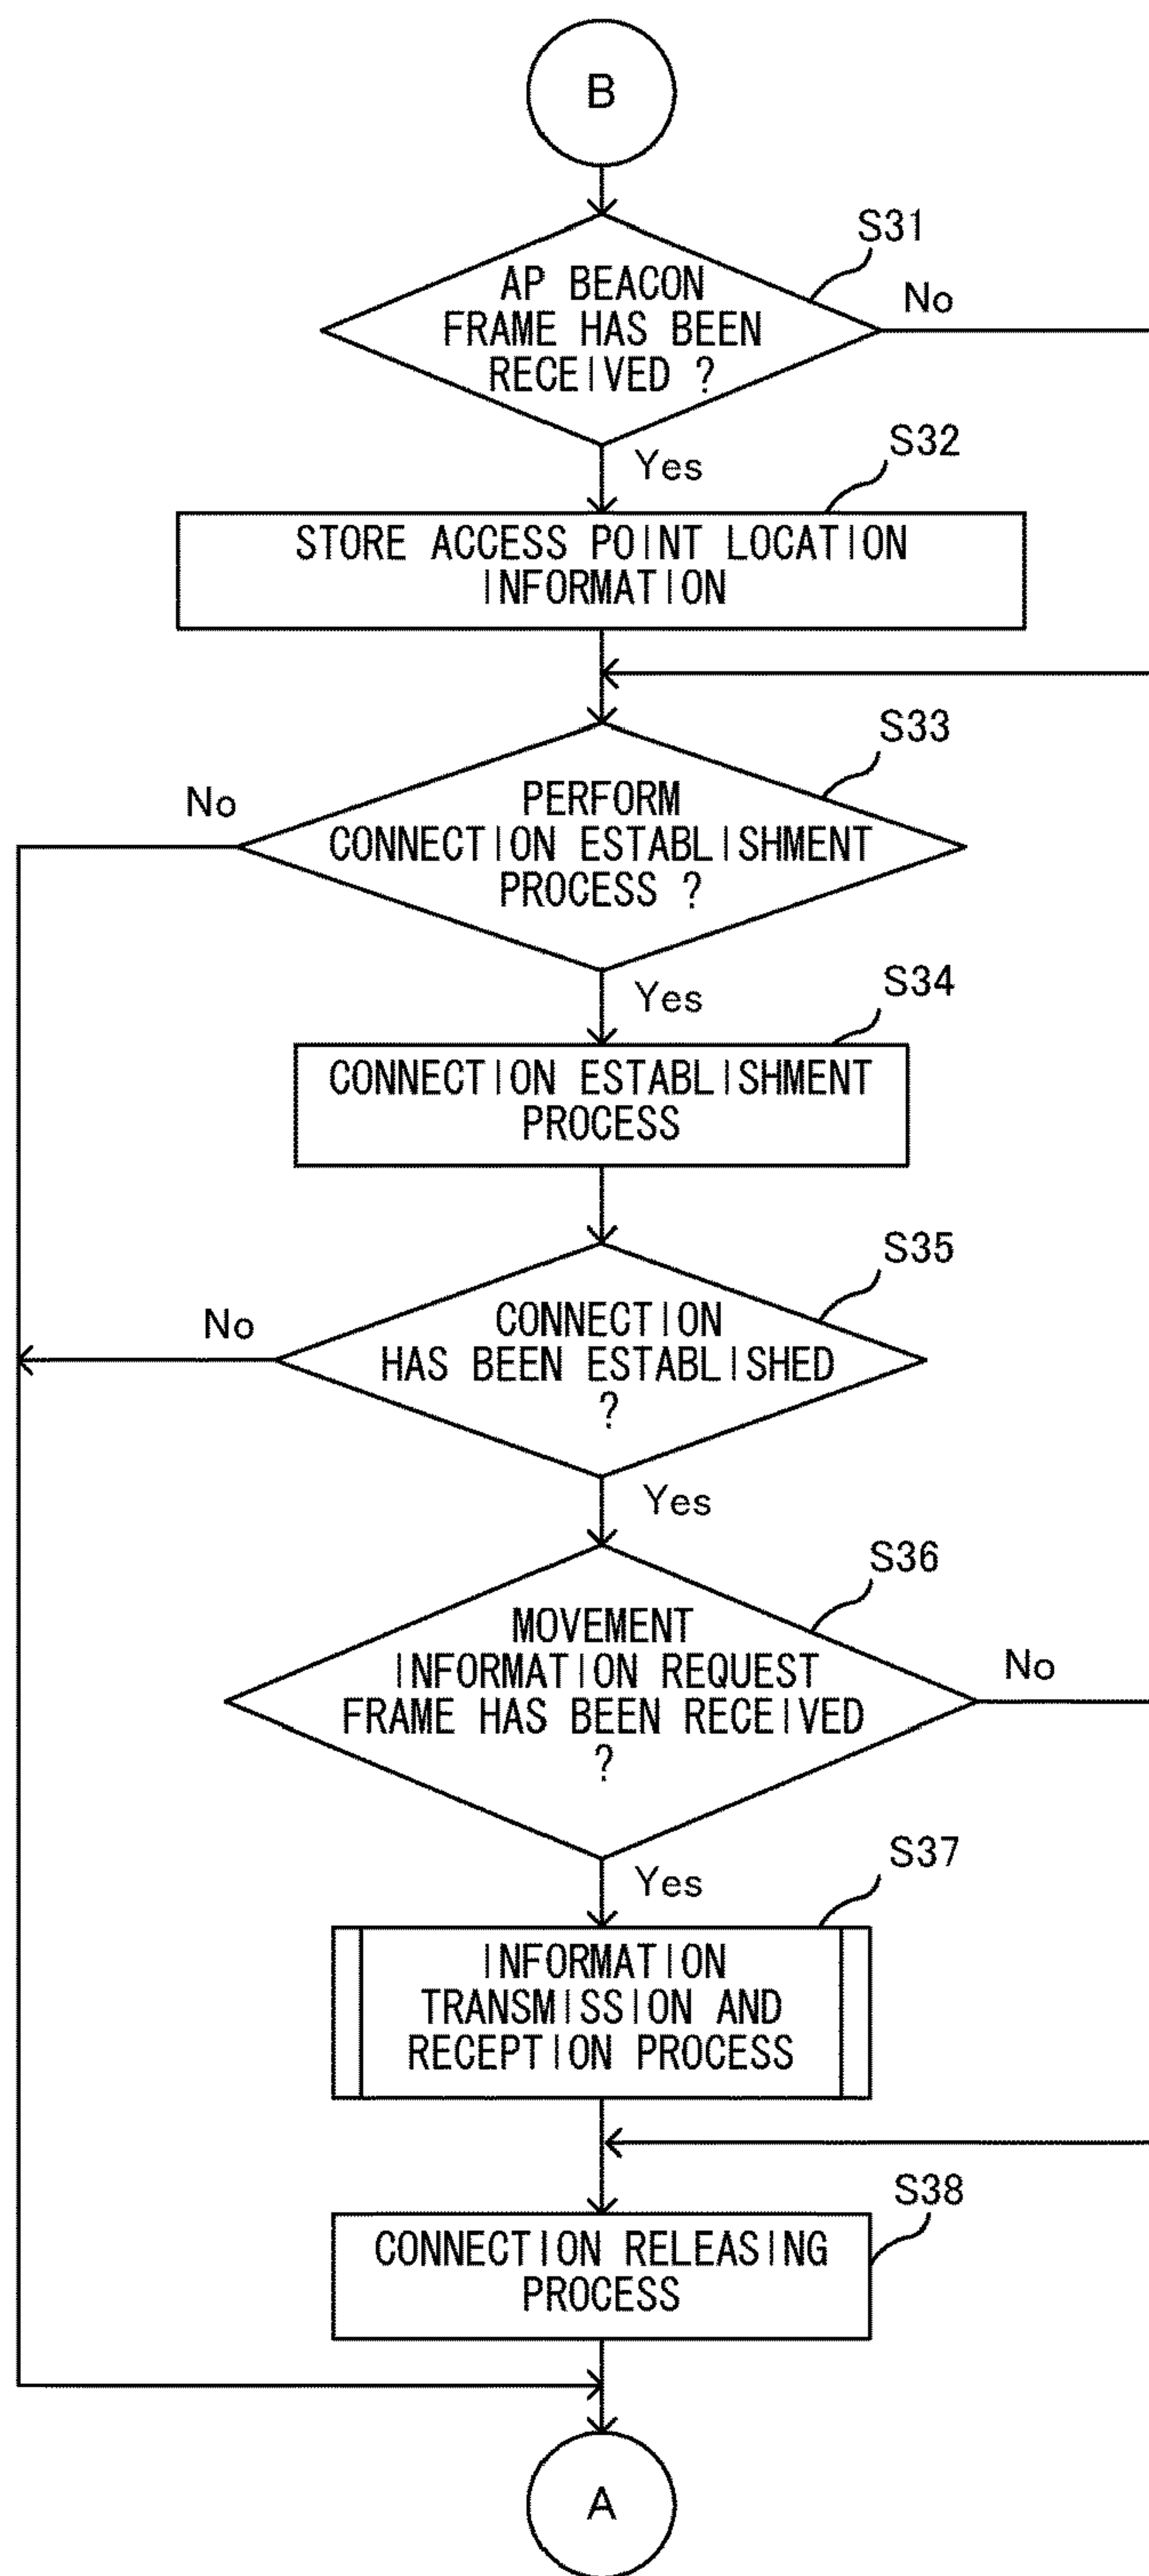 B
S31
AP BEACON
FRAME HAS BEEN
RECEIVED ?
No
Yes
S32
STORE ACCESS POINT LOCATION
INFORMATION
S33
No
PERFORM
CONNECTION ESTABLISHMENT
PROCESS ?
Yes
S34
CONNECTION ESTABLISHMENT
PROCESS
S35
No
CONNECTION
HAS BEEN ESTABLISHED
?
Yes
S36
MOVEMENT
INFORMATION REQUEST
FRAME HAS BEEN RECEIVED
?
No
Yes
S37
INFORMATION
TRANSMISSION AND
RECEPTION PROCESS
S38
CONNECTION RELEASING
PROCESS
A